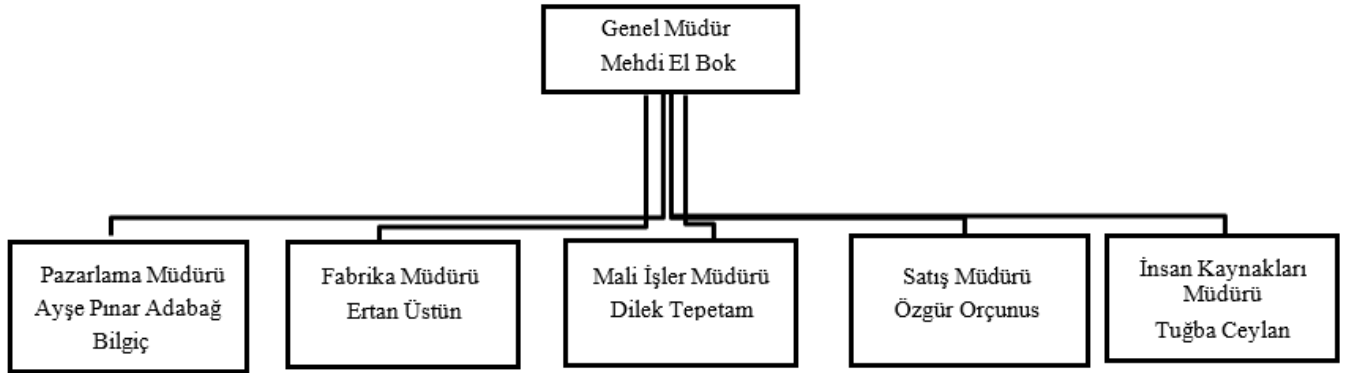 Genel Müdür
Mehdi El Bok
Pazarlama Müdürü
Ayşe Pınar Adabağ
Bilgiç
Fabrika Müdürü
Ertan Üstün
Mali İşler Müdürü
Dilek Tepetam
Satış Müdürü
Özgür Orçunus
İnsan Kaynakları
Müdürü
Tuğba Ceylan